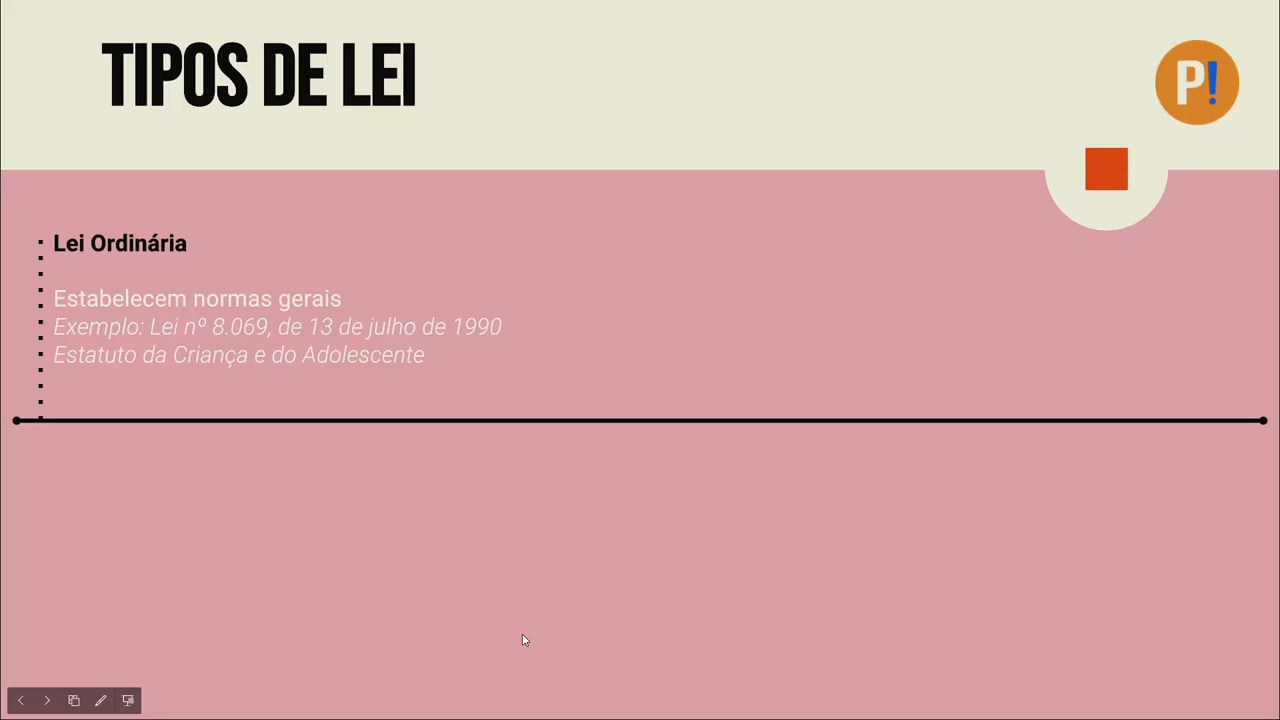 TIPOS DE LEI
P!
Lei Ordinária
Estabelecem normas gerais
Exemplo: Lei nº 8.069, de 13 de julho de 1990
Estatuto da Criança e do Adolescente